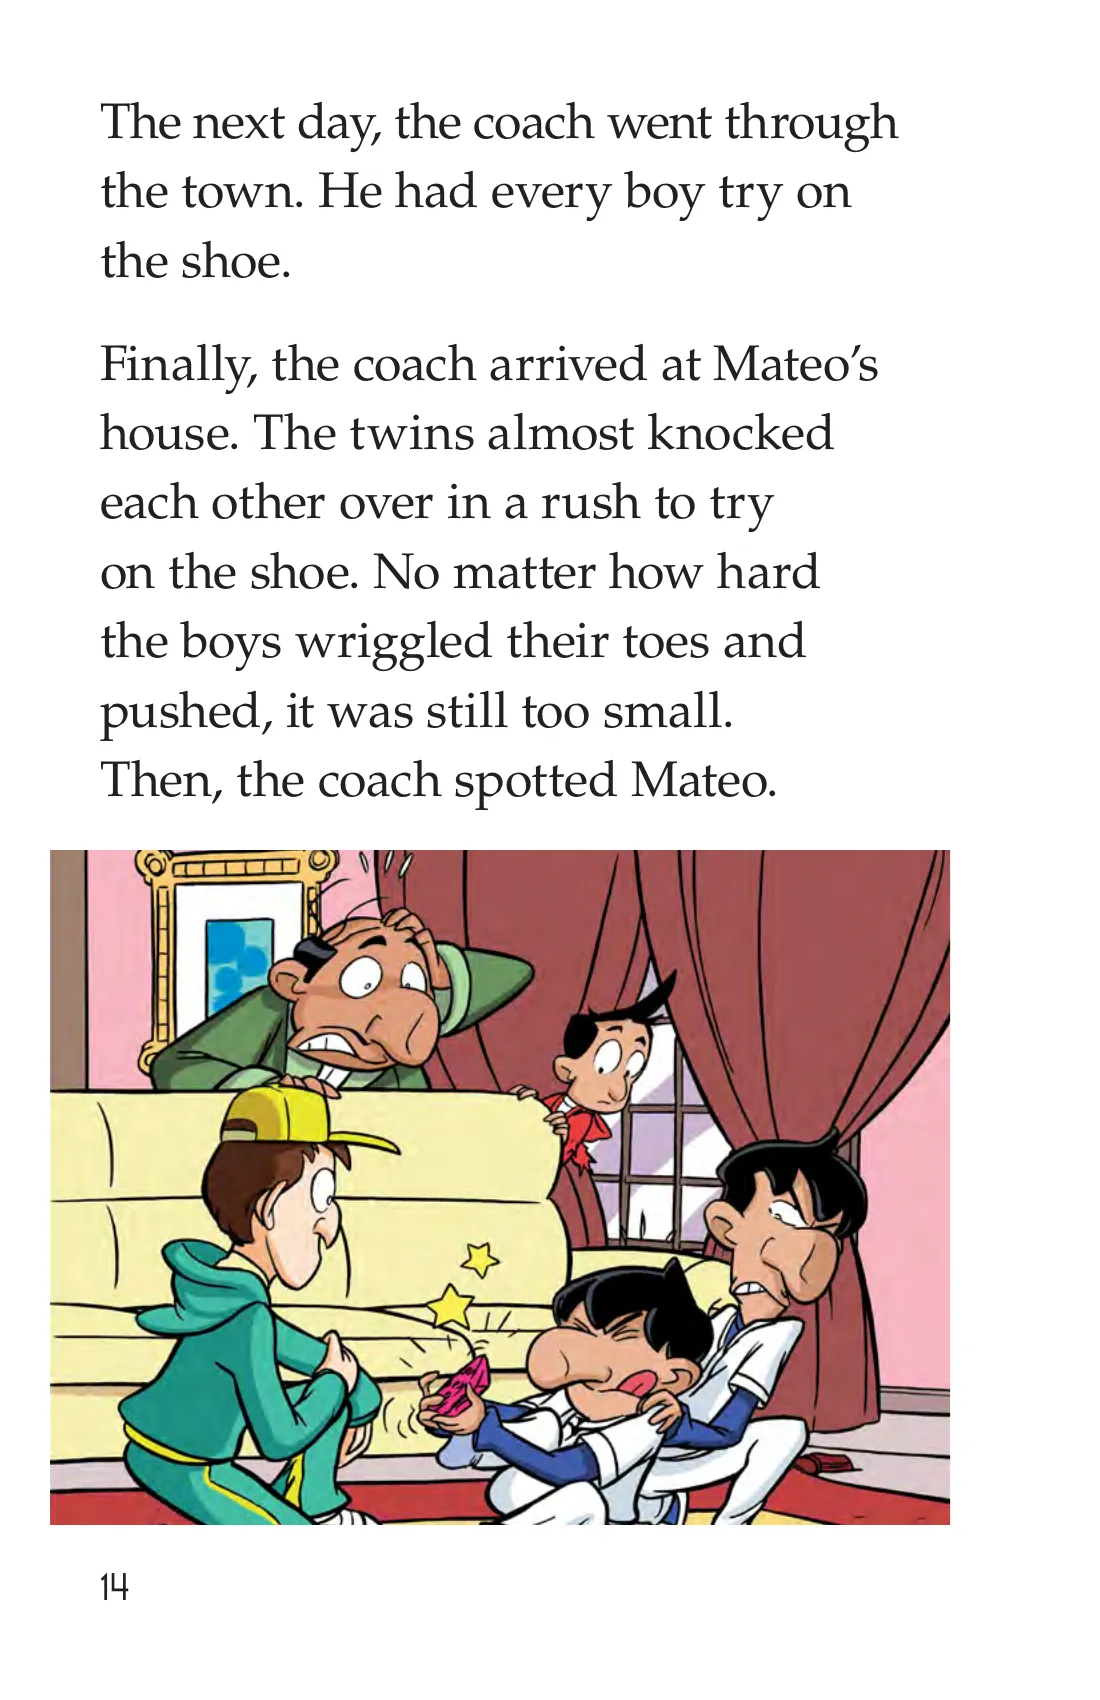 The next day, the coach went through
the town. He had every boy try on
the shoe.
Finally, the coach arrived at Mateo’s
house. The twins almost knocked
each other over in a rush to try
on the shoe. No matter how hard
the boys wriggled their toes and
pushed, it was still too small.
Then, the coach spotted Mateo.
14